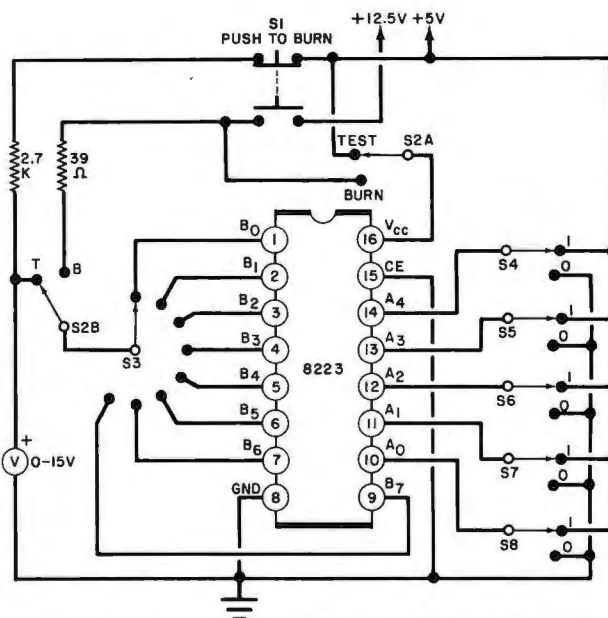 S1
PUSH TO BURN
+12.5V
+5V
2.7
K
39
Ω
TEST
S2A
BURN
T
B
S2B
S3
B0
1
16
VCC
B1
2
15
CE
B2
3
14
A4
B3
4
13
A3
8223
B4
5
12
A2
B5
6
11
A1
B6
7
10
A0
GND
8
9
B7
S4
1
0
S5
1
0
S6
1
0
S7
1
0
S8
1
0
+
V
0-15V